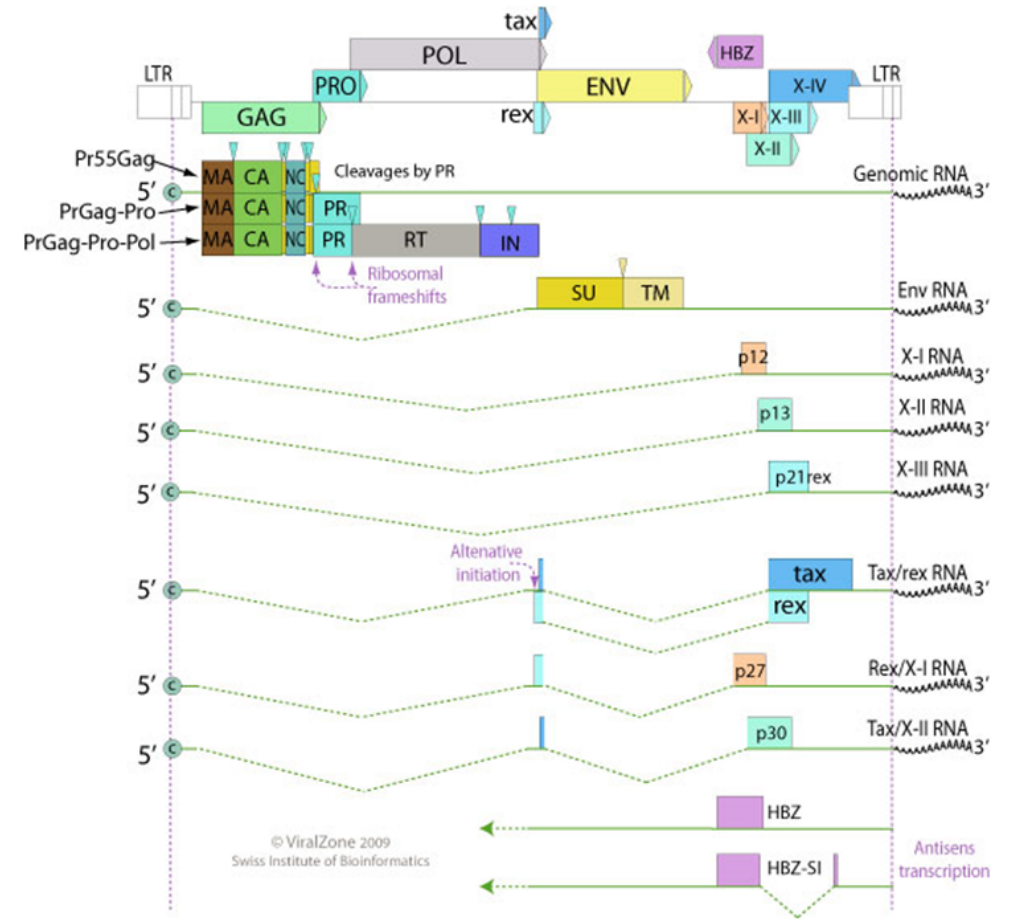 tax
POL
HBZ
LTR
PRO
ENV
X-IV
LTR
GAG
rex
X-I
X-III
X-II
Pr55Gag
MA
CA
NC
Cleavages by PR
Genomic RNA
5’
C
3’
PrGag-Pro
MA
CA
NC
PR
PrGag-Pro-Pol
MA
CA
NC
PR
RT
IN
Ribosomal
frameshifts
SU
TM
Env RNA
5’
C
3’
p12
X-I RNA
5’
C
3’
p13
X-II RNA
5’
C
3’
p21rex
X-III RNA
5’
C
3’
Altenative
initiation
tax
Tax/rex RNA
5’
C
3’
rex
p27
Rex/X-I RNA
5’
C
3’
p30
Tax/X-II RNA
5’
C
3’
HBZ
© ViralZone 2009
Swiss Institute of Bioinformatics
HBZ-SI
Antisens
transcription